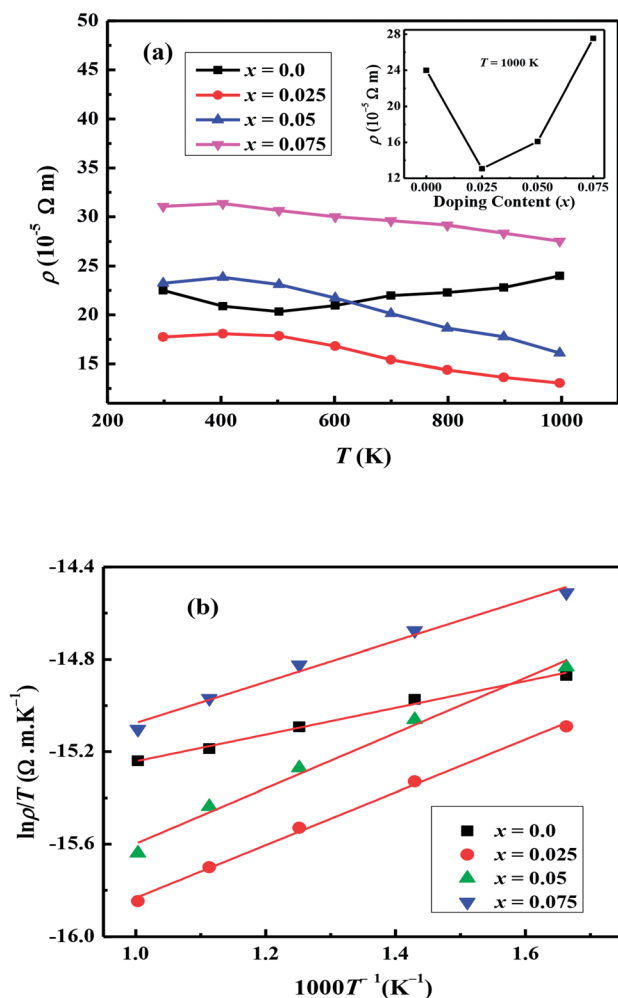 (a)
x = 0.0
x = 0.025
x = 0.05
x = 0.075
50
45
40
35
30
25
20
15
ρ (10⁻⁵ Ω m)
200 400 600 800 1000
T (K)
T = 1000 K
28
24
20
16
12
ρ (10⁻⁵ Ω m)
0.000 0.025 0.050 0.075
Doping Content (x)
(b)
-14.4
-14.8
-15.2
-15.6
-16.0
lnρ/T (Ω .m.K⁻¹)
x = 0.0
x = 0.025
x = 0.05
x = 0.075
1.0 1.2 1.4 1.6
1000T⁻¹(K⁻¹)